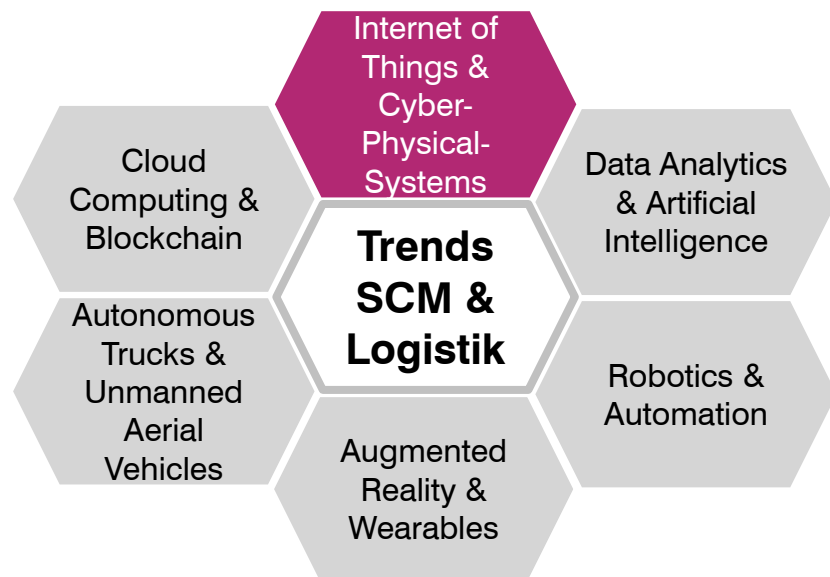 Internet of
Things &
Cyber-
Physical-
Systems
Cloud
Computing &
Blockchain
Data Analytics
& Artificial
Intelligence
Trends
SCM &
Logistik
Autonomous
Trucks &
Unmanned
Aerial
Vehicles
Robotics &
Automation
Augmented
Reality &
Wearables